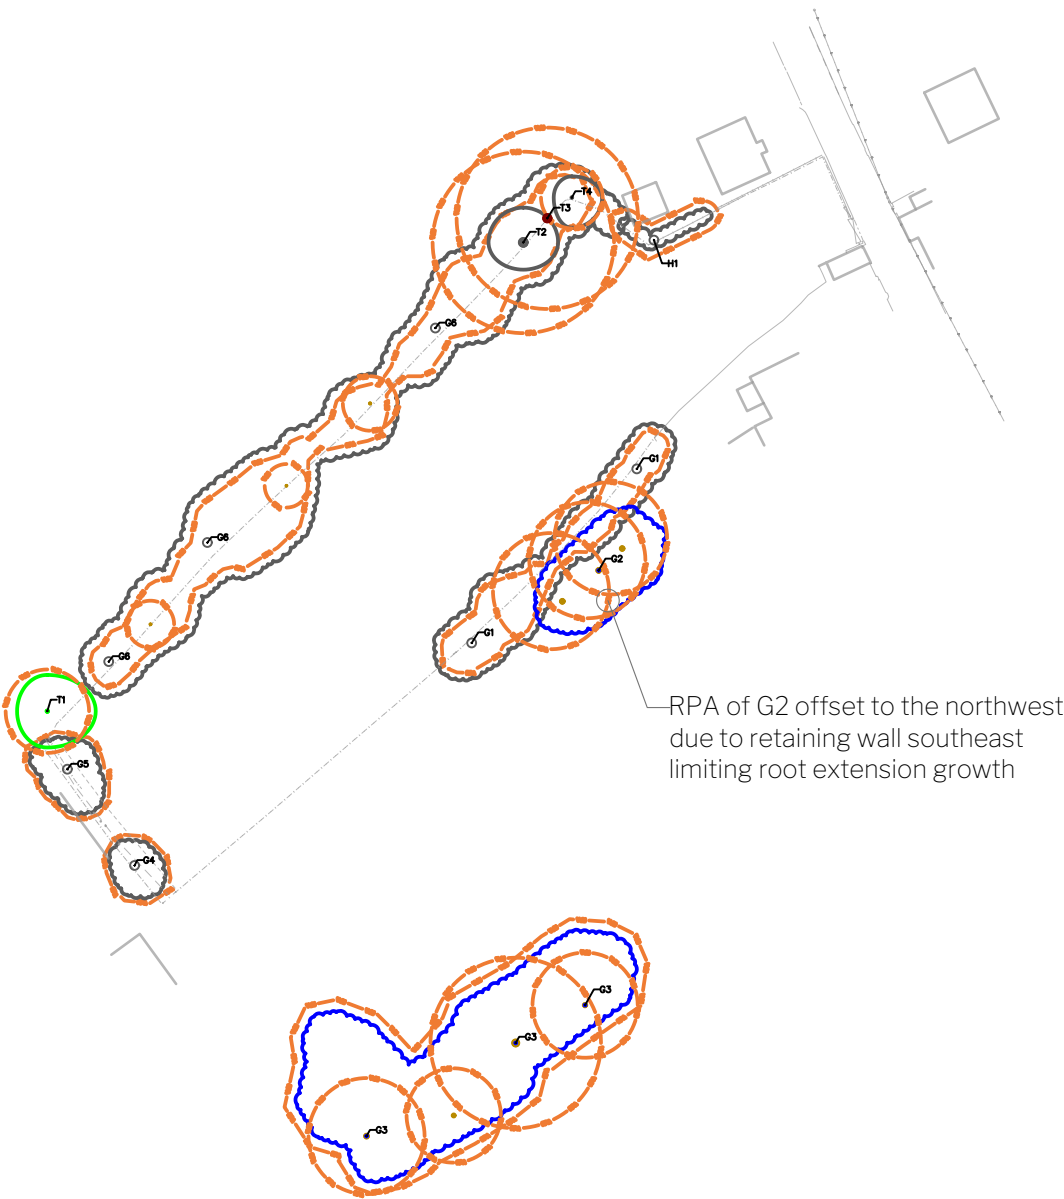 T4
T3
T2
H1
G6
G1
G6
G2
G1
G6
T1
RPA of G2 offset to the northwest
due to retaining wall southeast
limiting root extension growth
G5
G4
G3
G3
G3